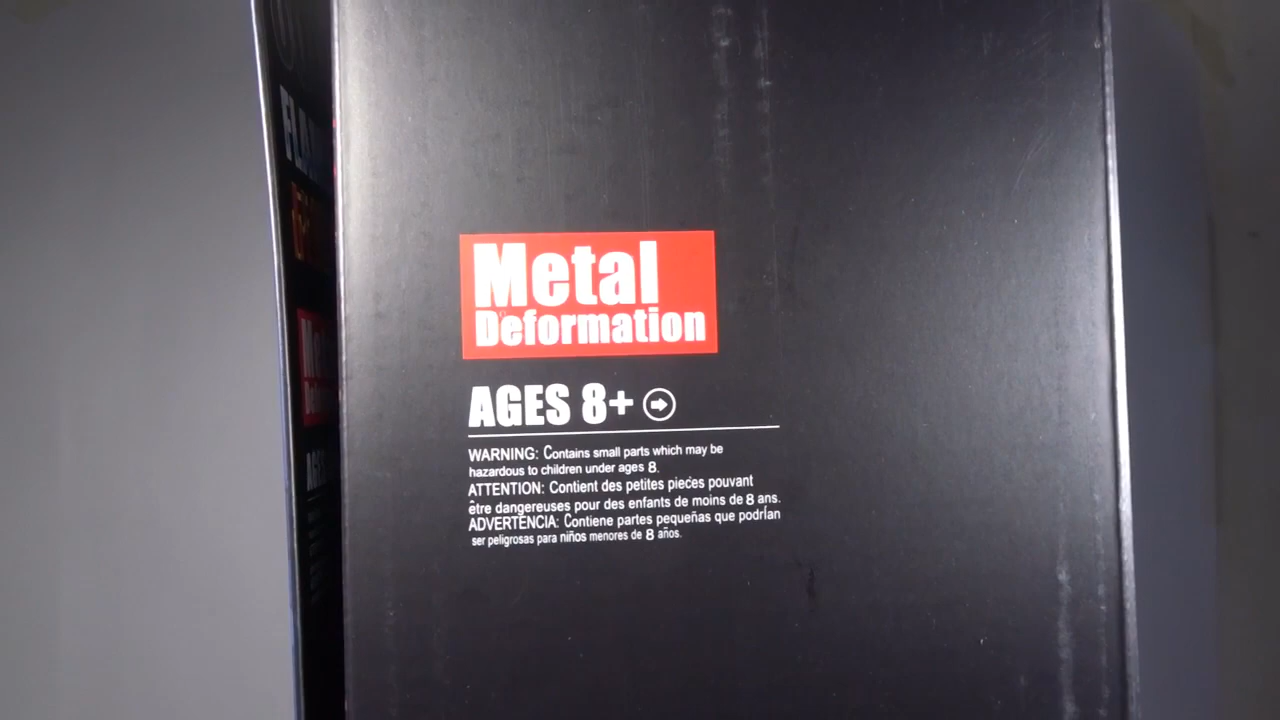 Metal
Deformation
AGES 8+
WARNING: Contains small parts which may be
hazardous to children under ages 8.
ATTENTION: Contient des petites pieces pouvant
être dangereuses pour des enfants de moins de 8 ans.
ADVERTENCIA: Contiene partes pequeñas que podrían
ser peligrosas para niños menores de 8 años.